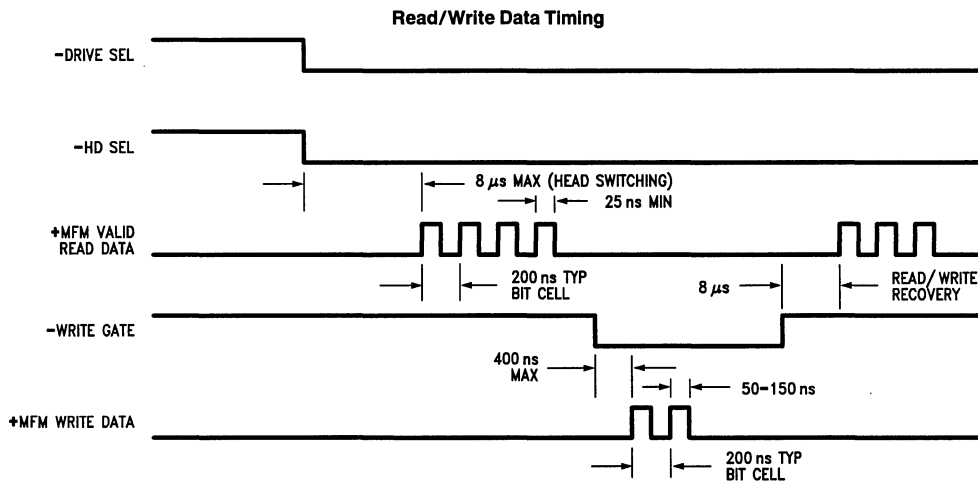 Read/Write Data Timing
−DRIVE SEL
−HD SEL
8 μs MAX (HEAD SWITCHING)
25 ns MIN
+MFM VALID
READ DATA
200 ns TYP
BIT CELL
8 μs
READ/WRITE
RECOVERY
−WRITE GATE
400 ns
MAX
50–150 ns
+MFM WRITE DATA
200 ns TYP
BIT CELL